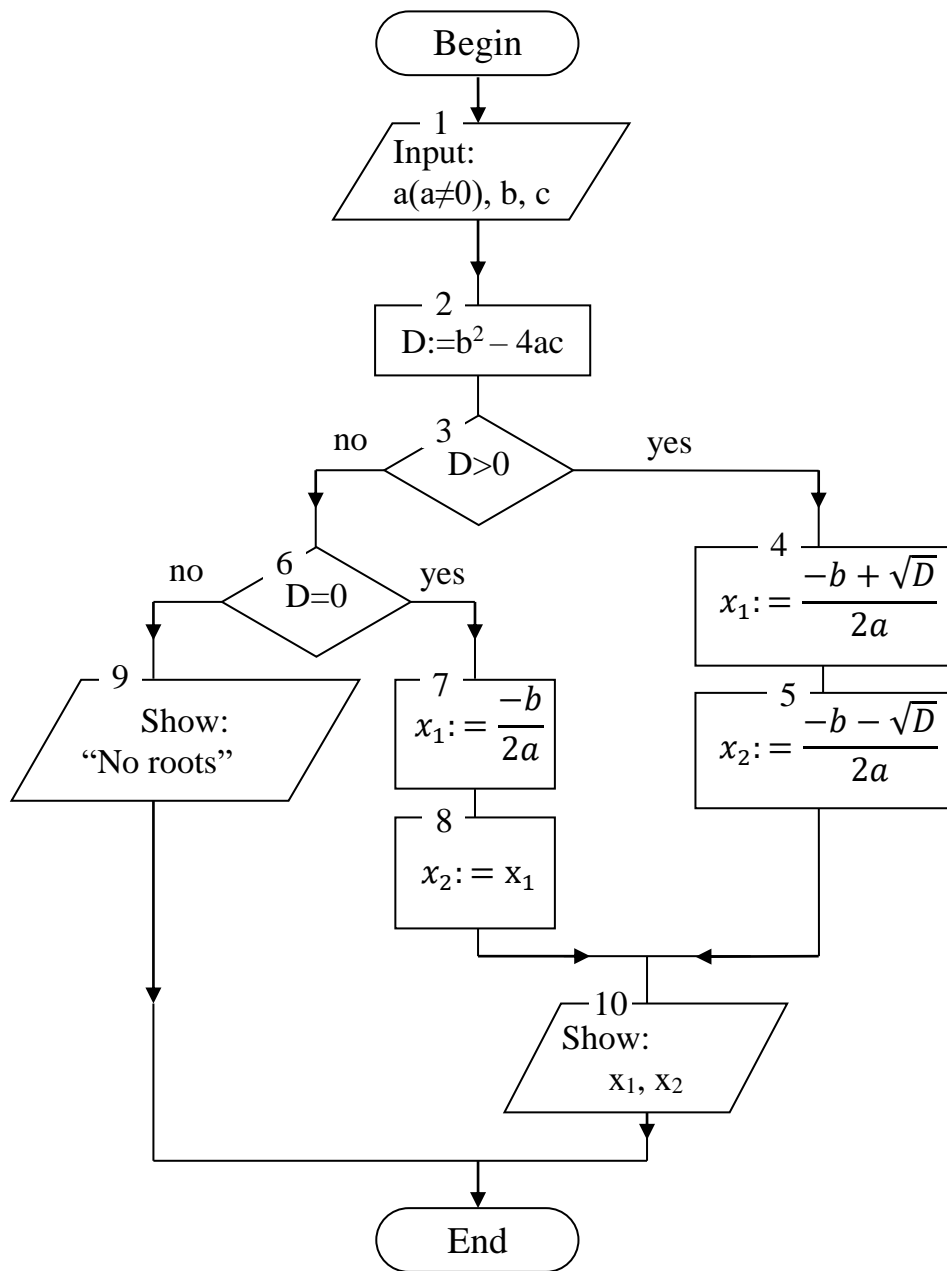 Begin
1
Input:
a(a≠0), b, c
2
D:=b² – 4ac
3
no
D>0
yes
6
no
D=0
yes
4
x₁:= (-b + √D)/2a
5
x₂:= (-b - √D)/2a
9
Show:
“No roots”
7
x₁:= -b/2a
8
x₂:= x₁
10
Show:
x₁, x₂
End